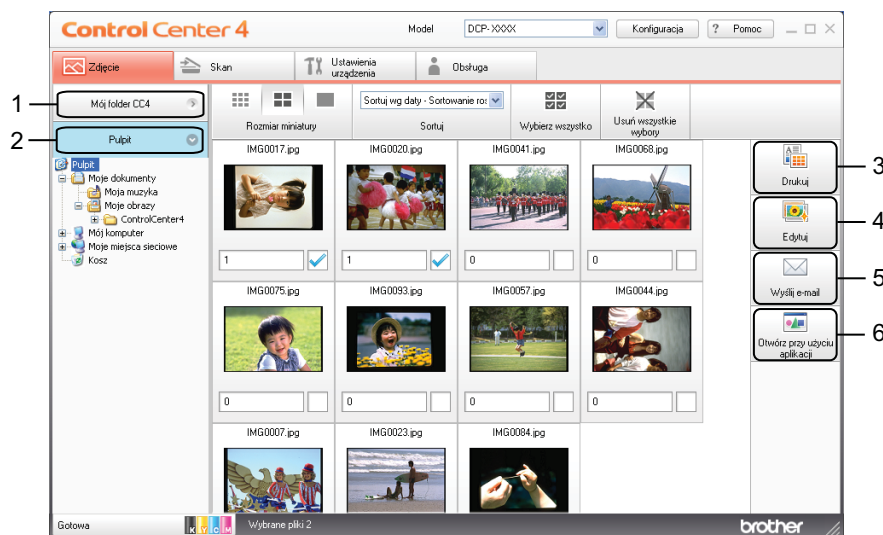 Control Center 4
Model
DCP-XXXX
Konfiguracja
? Pomoc
Zdjęcie
Skan
Ustawienia
urządzenia
Obsługa
1
Mój folder CC4
2
Pulpit
Pulpit
Moje dokumenty
Moja muzyka
Moje obrazy
ControlCenter4
Mój komputer
Moje miejsca sieciowe
Kosz
Rozmiar miniatury
Sortuj wg daty - Sortowanie ros
Sortuj
Wybierz wszystko
Usuń wszystkie
wybory
IMG0017.jpg
IMG0020.jpg
IMG0041.jpg
IMG0068.jpg
1
1
0
0
IMG0075.jpg
IMG0093.jpg
IMG0057.jpg
IMG0044.jpg
0
0
0
0
IMG0007.jpg
IMG0023.jpg
IMG0084.jpg
Drukuj
3
Edytuj
4
Wyślij e-mail
5
Otwórz przy użyciu
aplikacji
6
Gotowa
K Y C M
Wybrane pliki 2
brother